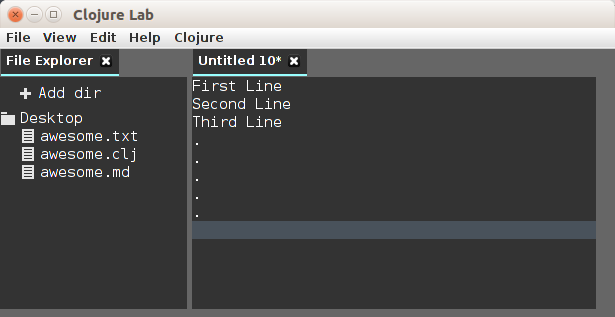 Clojure Lab
File View Edit Help Clojure
File Explorer
Untitled 10*
Add dir
Desktop
awesome.txt
awesome.clj
awesome.md
First Line
Second Line
Third Line
.
.
.
.
.